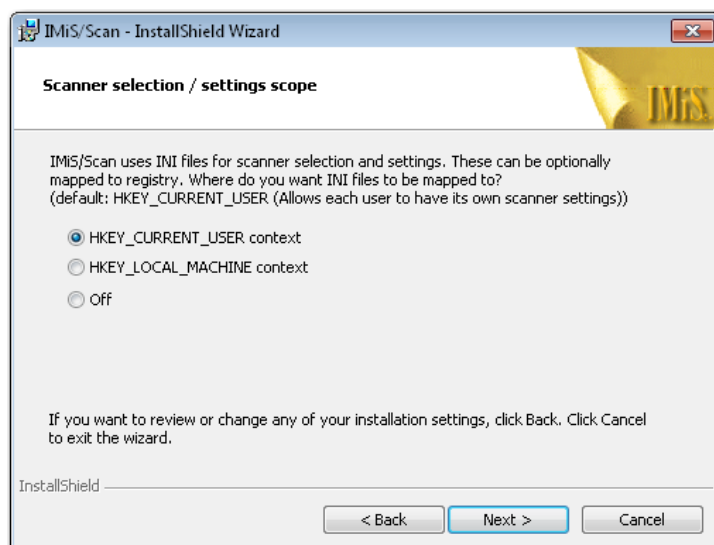 IMiS/Scan - InstallShield Wizard
Scanner selection / settings scope
IMiS
IMiS/Scan uses INI files for scanner selection and settings. These can be optionally
mapped to registry. Where do you want INI files to be mapped to?
(default: HKEY_CURRENT_USER (Allows each user to have its own scanner settings))
HKEY_CURRENT_USER context
HKEY_LOCAL_MACHINE context
Off
If you want to review or change any of your installation settings, click Back. Click Cancel
to exit the wizard.
InstallShield
< Back
Next >
Cancel